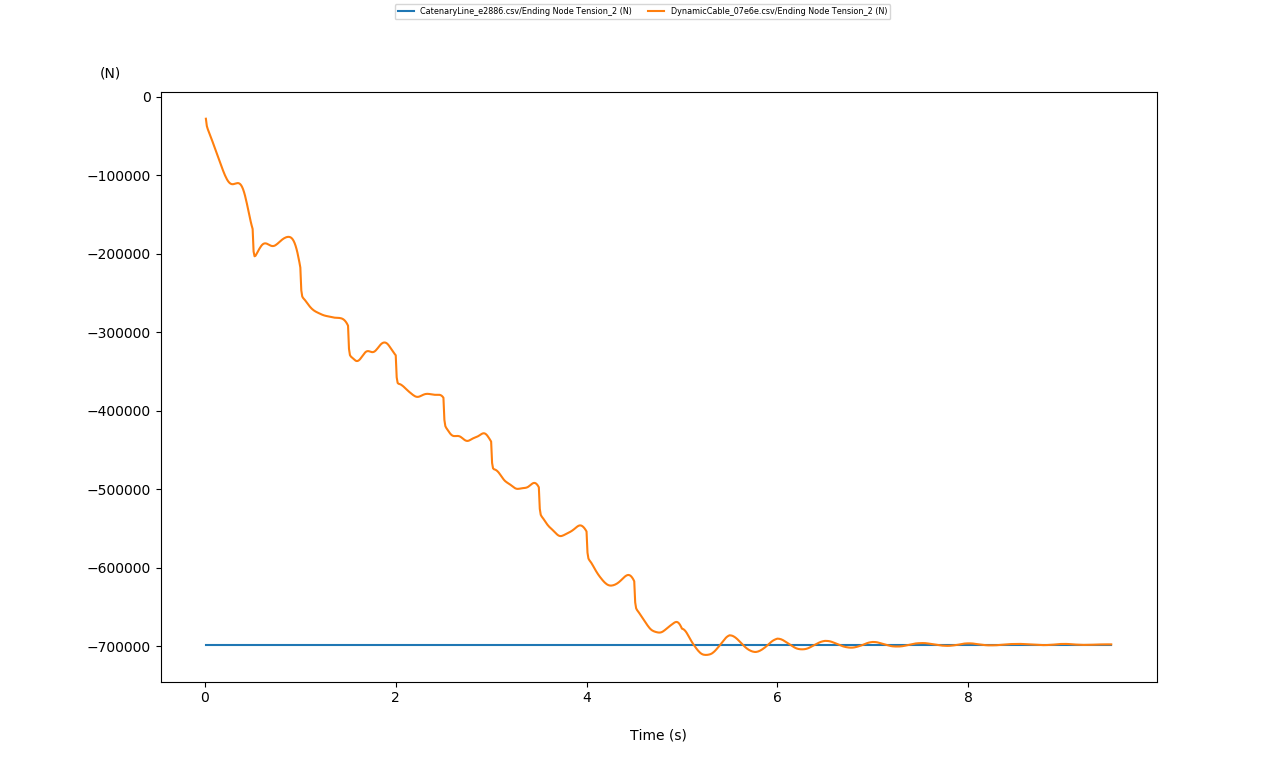 CatenaryLine_e2886.csv/Ending Node Tension_2 (N) DynamicCable_07e6e.csv/Ending Node Tension_2 (N)
(N)
0
−100000
−200000
−300000
−400000
−500000
−600000
−700000
0 2 4 6 8
Time (s)